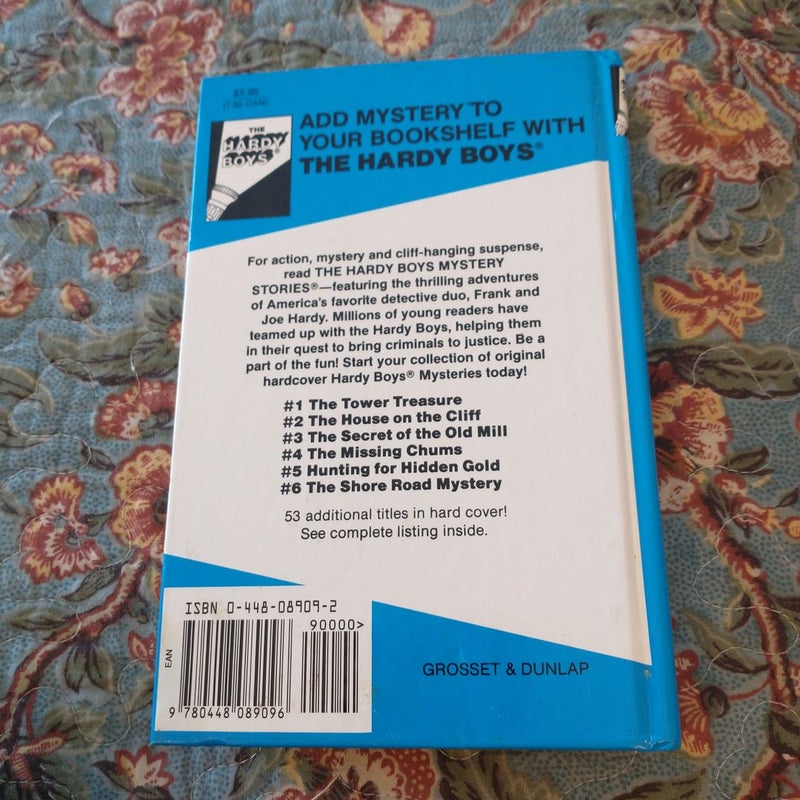 $5.95
(7.95 CAN)
THE
HARDY
BOYS®
ADD MYSTERY TO
YOUR BOOKSHELF WITH
THE HARDY BOYS®
For action, mystery and cliff-hanging suspense,
read THE HARDY BOYS MYSTERY
STORIES®—featuring the thrilling adventures
of America's favorite detective duo, Frank and
Joe Hardy. Millions of young readers have
teamed up with the Hardy Boys, helping them
in their quest to bring criminals to justice. Be a
part of the fun! Start your collection of original
hardcover Hardy Boys® Mysteries today!
#1 The Tower Treasure
#2 The House on the Cliff
#3 The Secret of the Old Mill
#4 The Missing Chums
#5 Hunting for Hidden Gold
#6 The Shore Road Mystery
53 additional titles in hard cover!
See complete listing inside.
ISBN 0-448-08909-2
90000>
EAN
9 780448 089096
GROSSET & DUNLAP